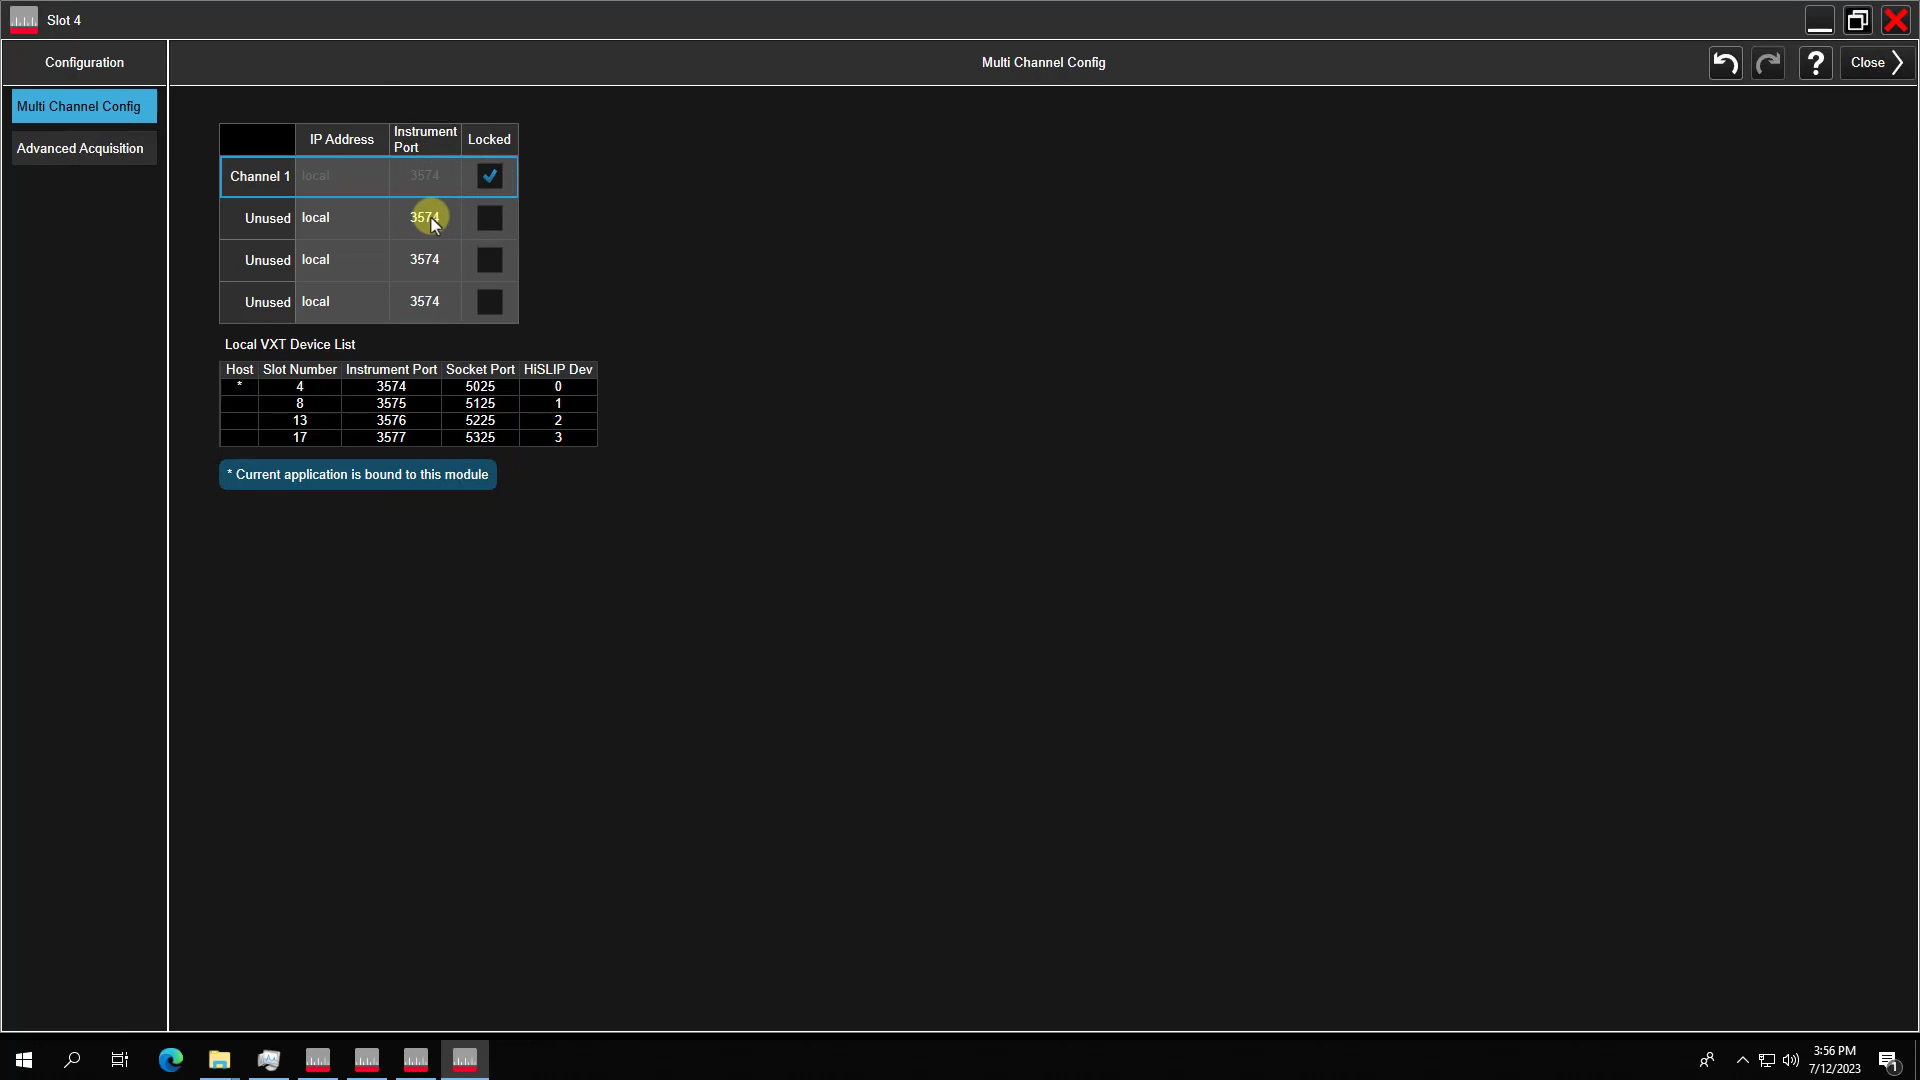 Slot 4
Configuration
Multi Channel Config
Close
Multi Channel Config
Advanced Acquisition
IP Address Instrument Port Locked
Channel 1 local 3574
Unused local 3574
Unused local 3574
Unused local 3574
Local VXT Device List
Host Slot Number Instrument Port Socket Port HiSLIP Dev
* 4 3574 5025 0
8 3575 5125 1
13 3576 5225 2
17 3577 5325 3
* Current application is bound to this module
3:56 PM
7/12/2023
1